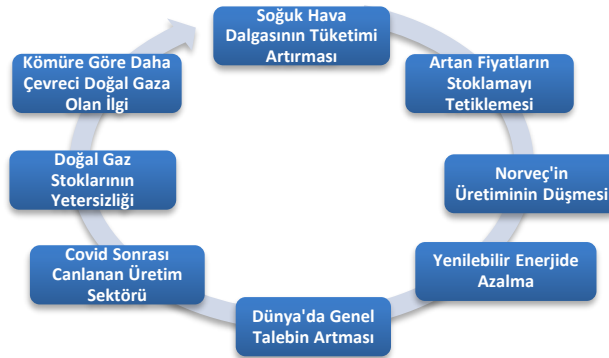 Soğuk Hava
Dalgasının Tüketimi
Artırması
Artan Fiyatların
Stoklamayı
Tetiklemesi
Norveç'in
Üretiminin Düşmesi
Yenilebilir Enerjide
Azalma
Dünya'da Genel
Talebin Artması
Covid Sonrası
Canlanan Üretim
Sektörü
Doğal Gaz
Stoklarının
Yetersizliği
Kömüre Göre Daha
Çevreci Doğal Gaza
Olan İlgi